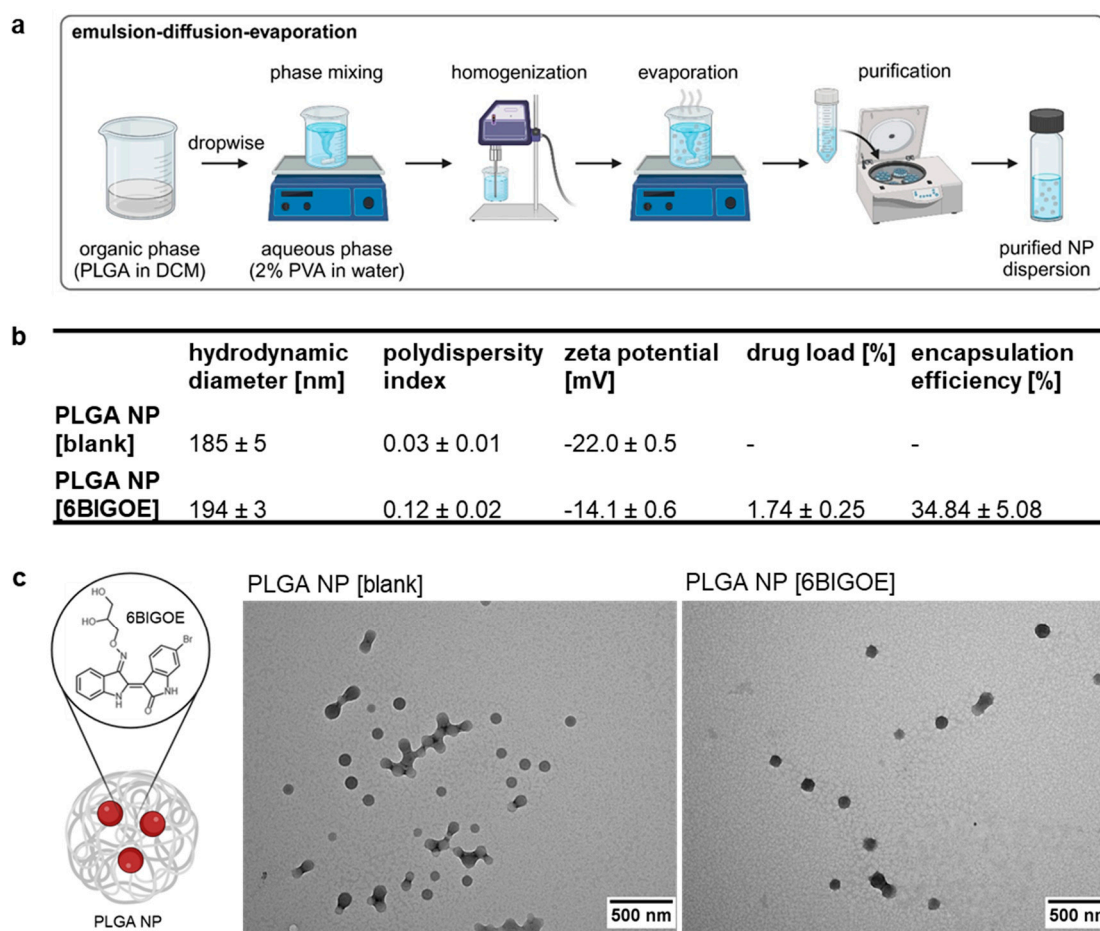 a
emulsion-diffusion-evaporation
phase mixing
homogenization
evaporation
purification
dropwise
organic phase
(PLGA in DCM)
aqueous phase
(2% PVA in water)
purified NP
dispersion
b
hydrodynamic diameter [nm] polydispersity index zeta potential [mV] drug load [%] encapsulation efficiency [%]
PLGA NP [blank] 185 ± 5 0.03 ± 0.01 -22.0 ± 0.5 - -
PLGA NP [6BIGOE] 194 ± 3 0.12 ± 0.02 -14.1 ± 0.6 1.74 ± 0.25 34.84 ± 5.08
c
6BIGOE
HO
HO
O
N
Br
N
H
O
NH
PLGA NP
PLGA NP [blank]
500 nm
PLGA NP [6BIGOE]
500 nm